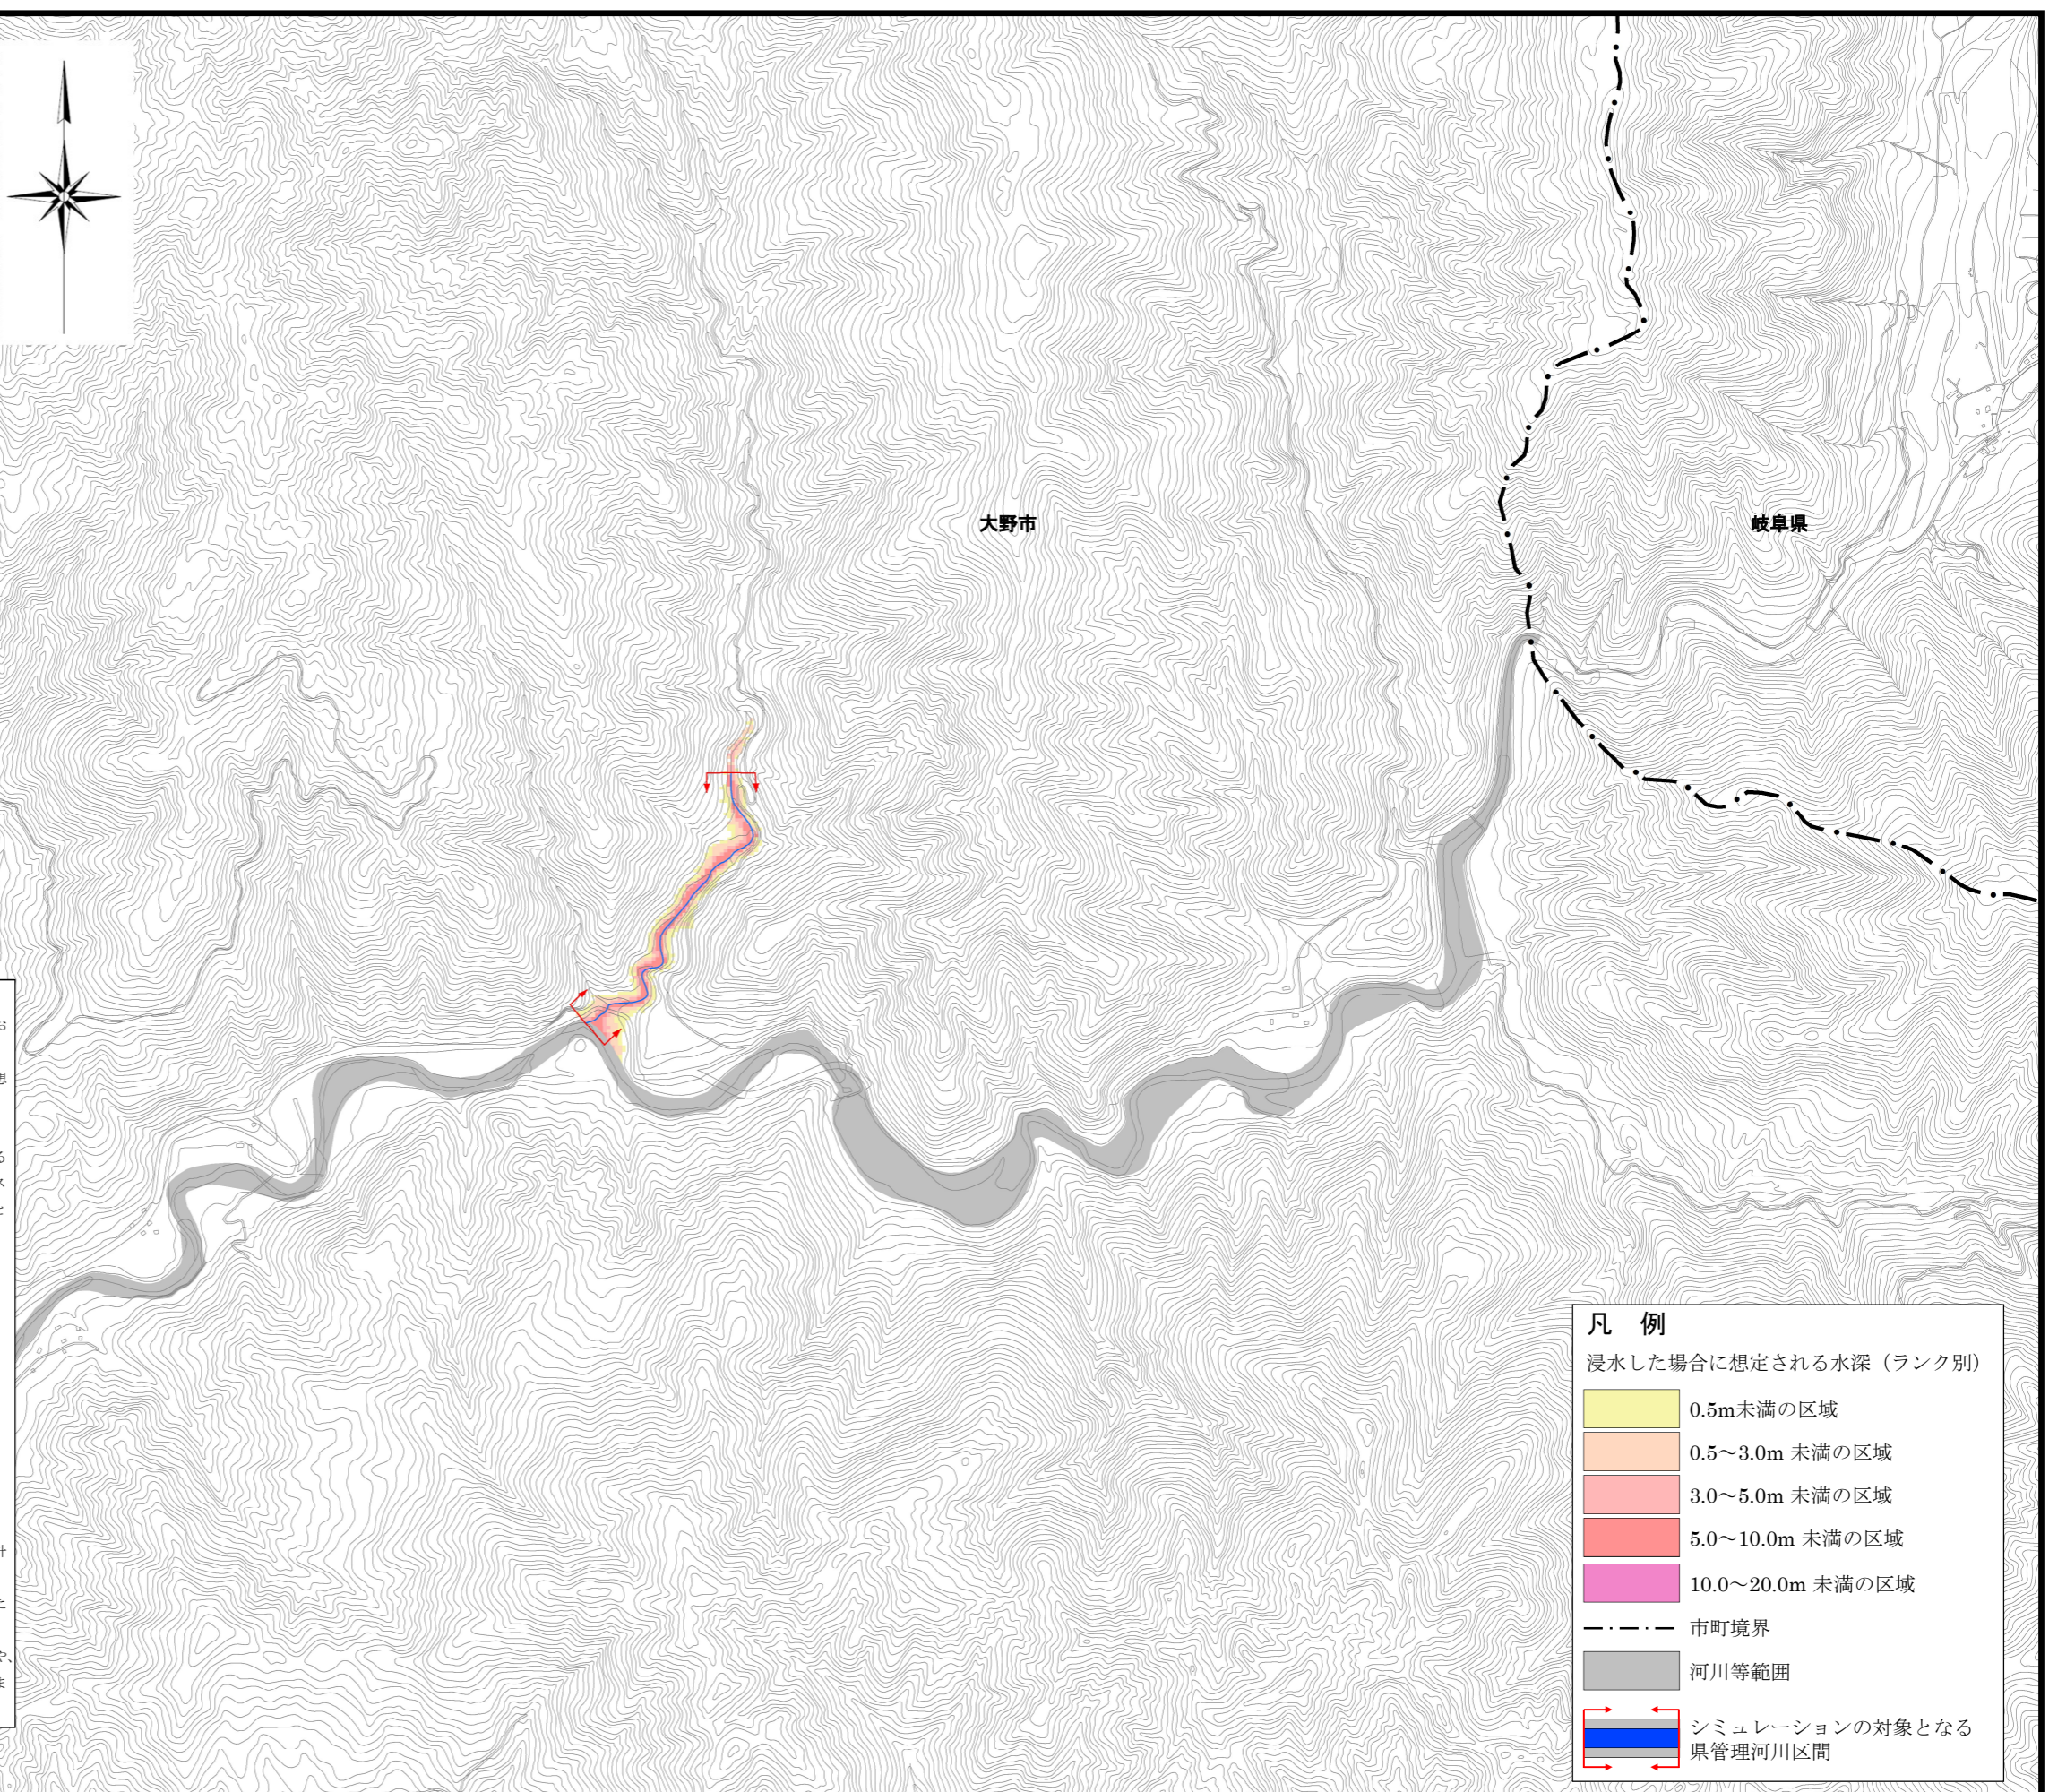 大野市
岐阜県
凡 例
浸水した場合に想定される水深（ランク別）
0.5m未満の区域
0.5～3.0m 未満の区域
3.0～5.0m 未満の区域
5.0～10.0m 未満の区域
10.0～20.0m 未満の区域
市町境界
河川等範囲
シミュレーションの対象となる
県管理河川区間